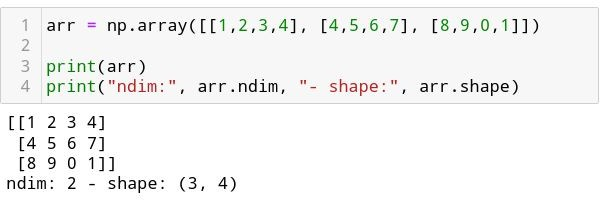 1 arr = np.array([[1,2,3,4], [4,5,6,7], [8,9,0,1]])
2
3 print(arr)
4 print("ndim:", arr.ndim, "- shape:", arr.shape)
[[1 2 3 4]
 [4 5 6 7]
 [8 9 0 1]]
ndim: 2 - shape: (3, 4)